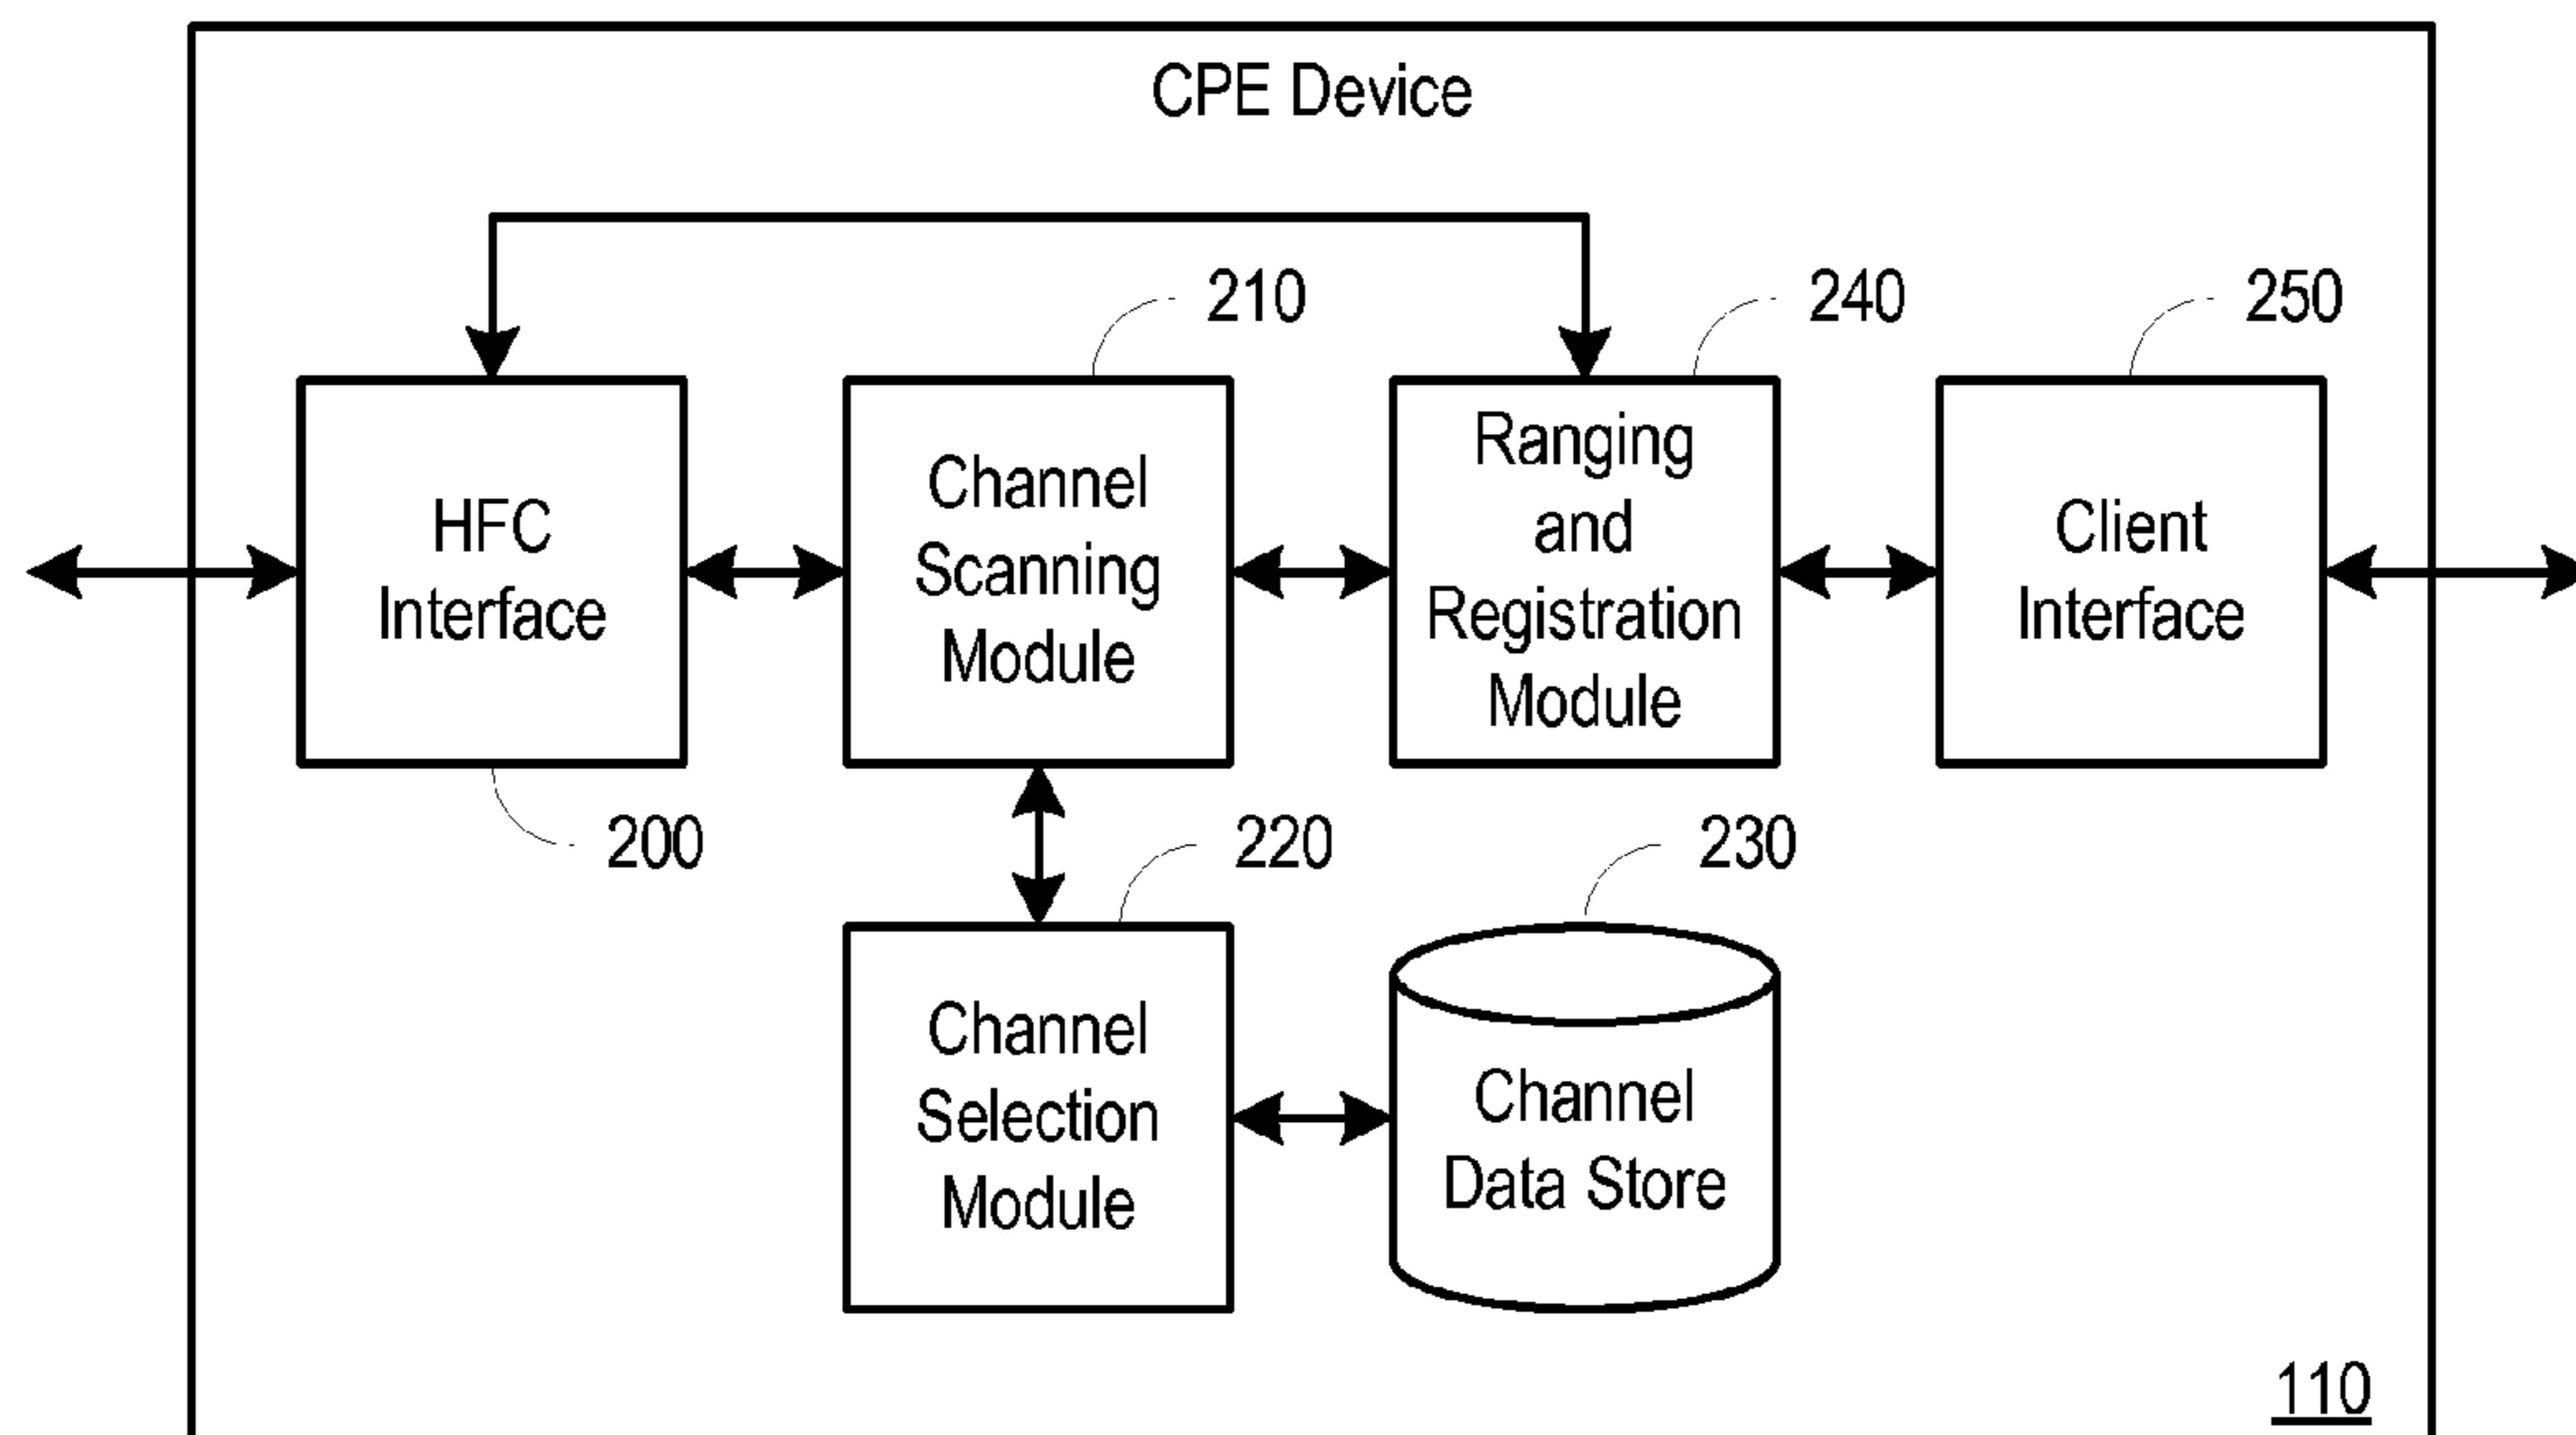 CPE Device
210
240
250
HFC
Interface
Channel
Scanning
Module
Ranging
and
Registration
Module
Client
Interface
200
220
230
Channel
Selection
Module
Channel
Data Store
110